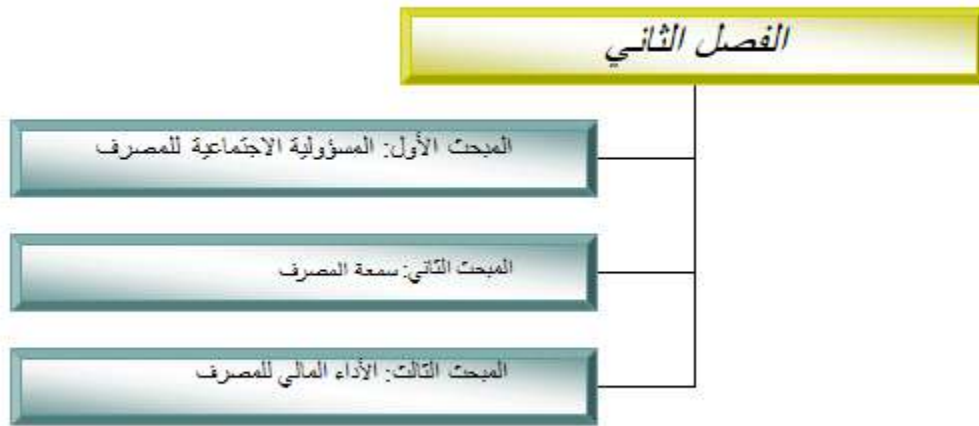 الفصل الثاني
المبحث الأول: المسؤولية الاجتماعية للمصرف
المبحث الثاني: سمعة المصرف
المبحث الثالث: الأداء المالي للمصرف